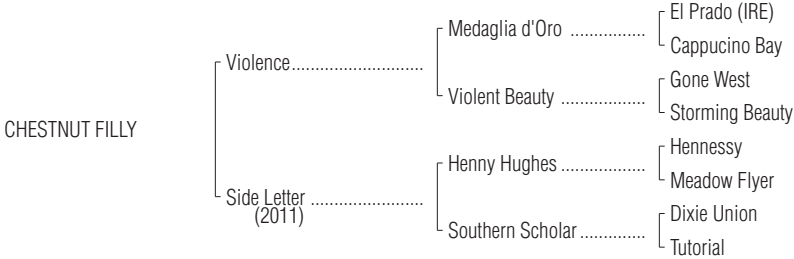 El Prado (IRE)
Medaglia d'Oro ................
Cappucino Bay
Violence............................
Gone West
Violent Beauty ..................
Storming Beauty
CHESTNUT FILLY
Hennessy
Henny Hughes ..................
Meadow Flyer
Side Letter ........................
(2011)
Dixie Union
Southern Scholar ..............
Tutorial